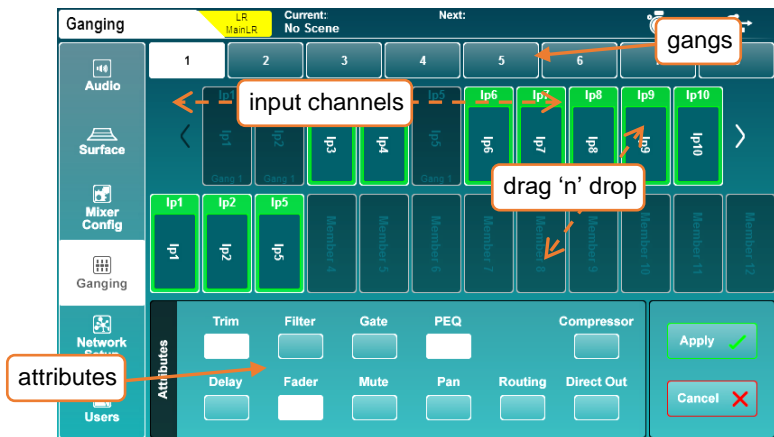 Ganging
LR
MainLR
Current:
No Scene
Next:
gangs
1 2 3 4 5 6
Audio
input channels
Ip1 Ip5 Ip6 Ip7 Ip8 Ip9 Ip10
Ip1 Ip2 Ip3 Ip4 Ip5 Ip6 Ip7 Ip8 Ip9 Ip10
Gang 1 Gang 1 Gang 1
Surface
drag ‘n’ drop
Mixer
Config
Ip1 Ip2 Ip5
Ip1 Ip2 Ip5 Member 4 Member 5 Member 6 Member 7 Member 8 Member 9 Member 10 Member 11 Member 12
Ganging
Attributes
Trim Filter Gate PEQ Compressor
Delay Fader Mute Pan Routing Direct Out
Network
attributes
Users
Apply
Cancel